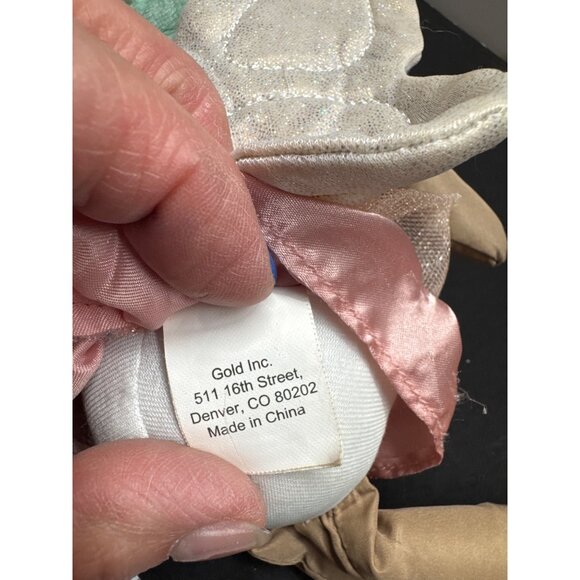 Gold Inc.
511 16th Street,
Denver, CO 80202
Made in China